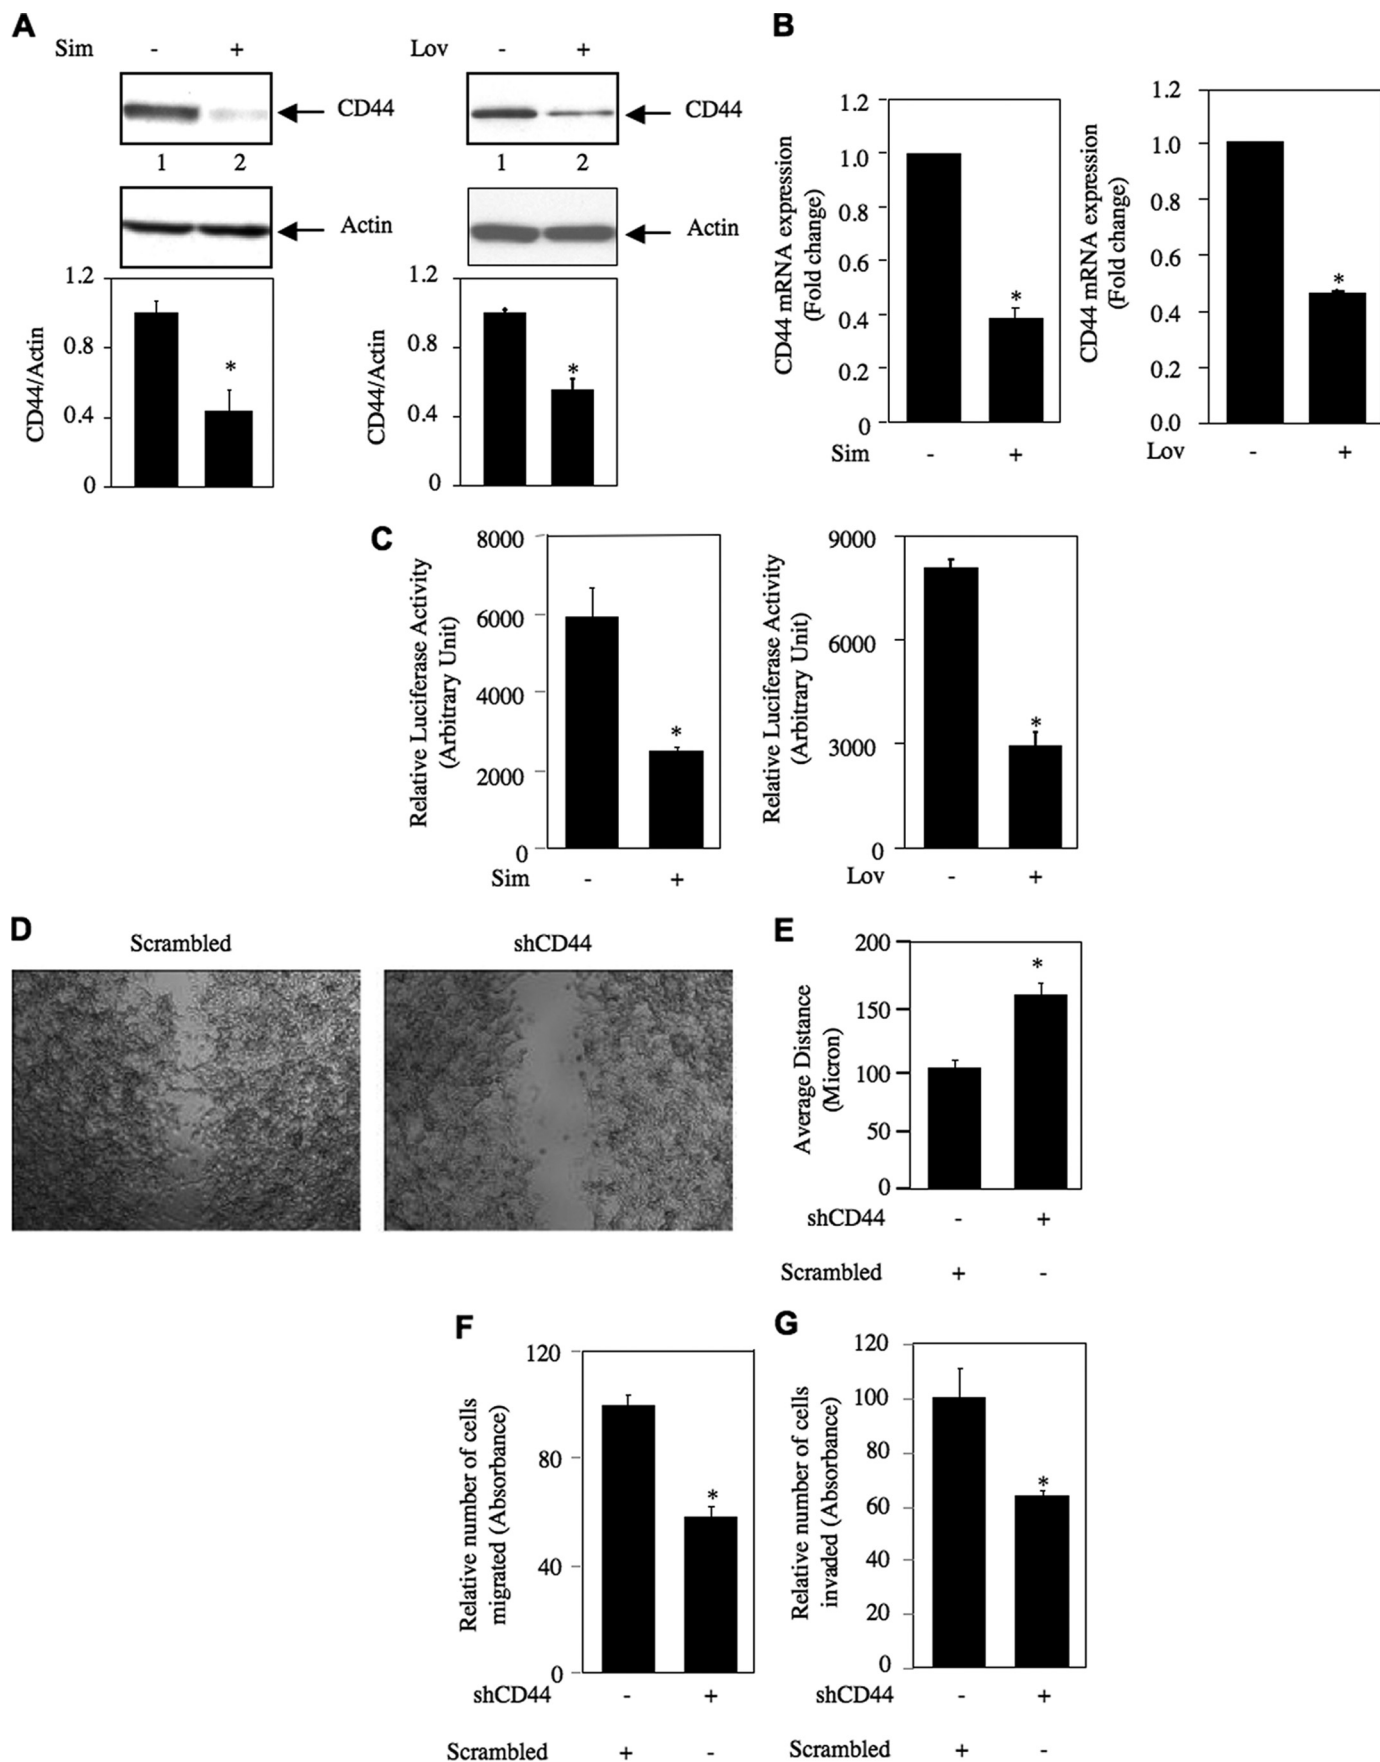 A
Sim - +
CD44
1 2
Actin
1.2
0.8
0.4
0
CD44/Actin
*
Lov - +
CD44
1 2
Actin
1.2
0.8
0.4
0
CD44/Actin
*
B
CD44 mRNA expression
(Fold change)
1.2
1.0
0.8
0.6
0.4
0.2
0
*
Sim - +
CD44 mRNA expression
(Fold change)
1.2
1.0
0.8
0.6
0.4
0.2
0.0
*
Lov - +
C
Relative Luciferase Activity
(Arbitrary Unit)
8000
6000
4000
2000
0
*
Sim - +
Relative Luciferase Activity
(Arbitrary Unit)
9000
6000
3000
0
*
Lov - +
D
Scrambled
shCD44
E
Average Distance
(Micron)
200
150
100
50
0
*
shCD44 - +
Scrambled + -
F
Relative number of cells
migrated (Absorbance)
120
80
40
0
*
shCD44 - +
Scrambled + -
G
Relative number of cells
invaded (Absorbance)
120
100
80
60
40
20
0
*
shCD44 - +
Scrambled + -